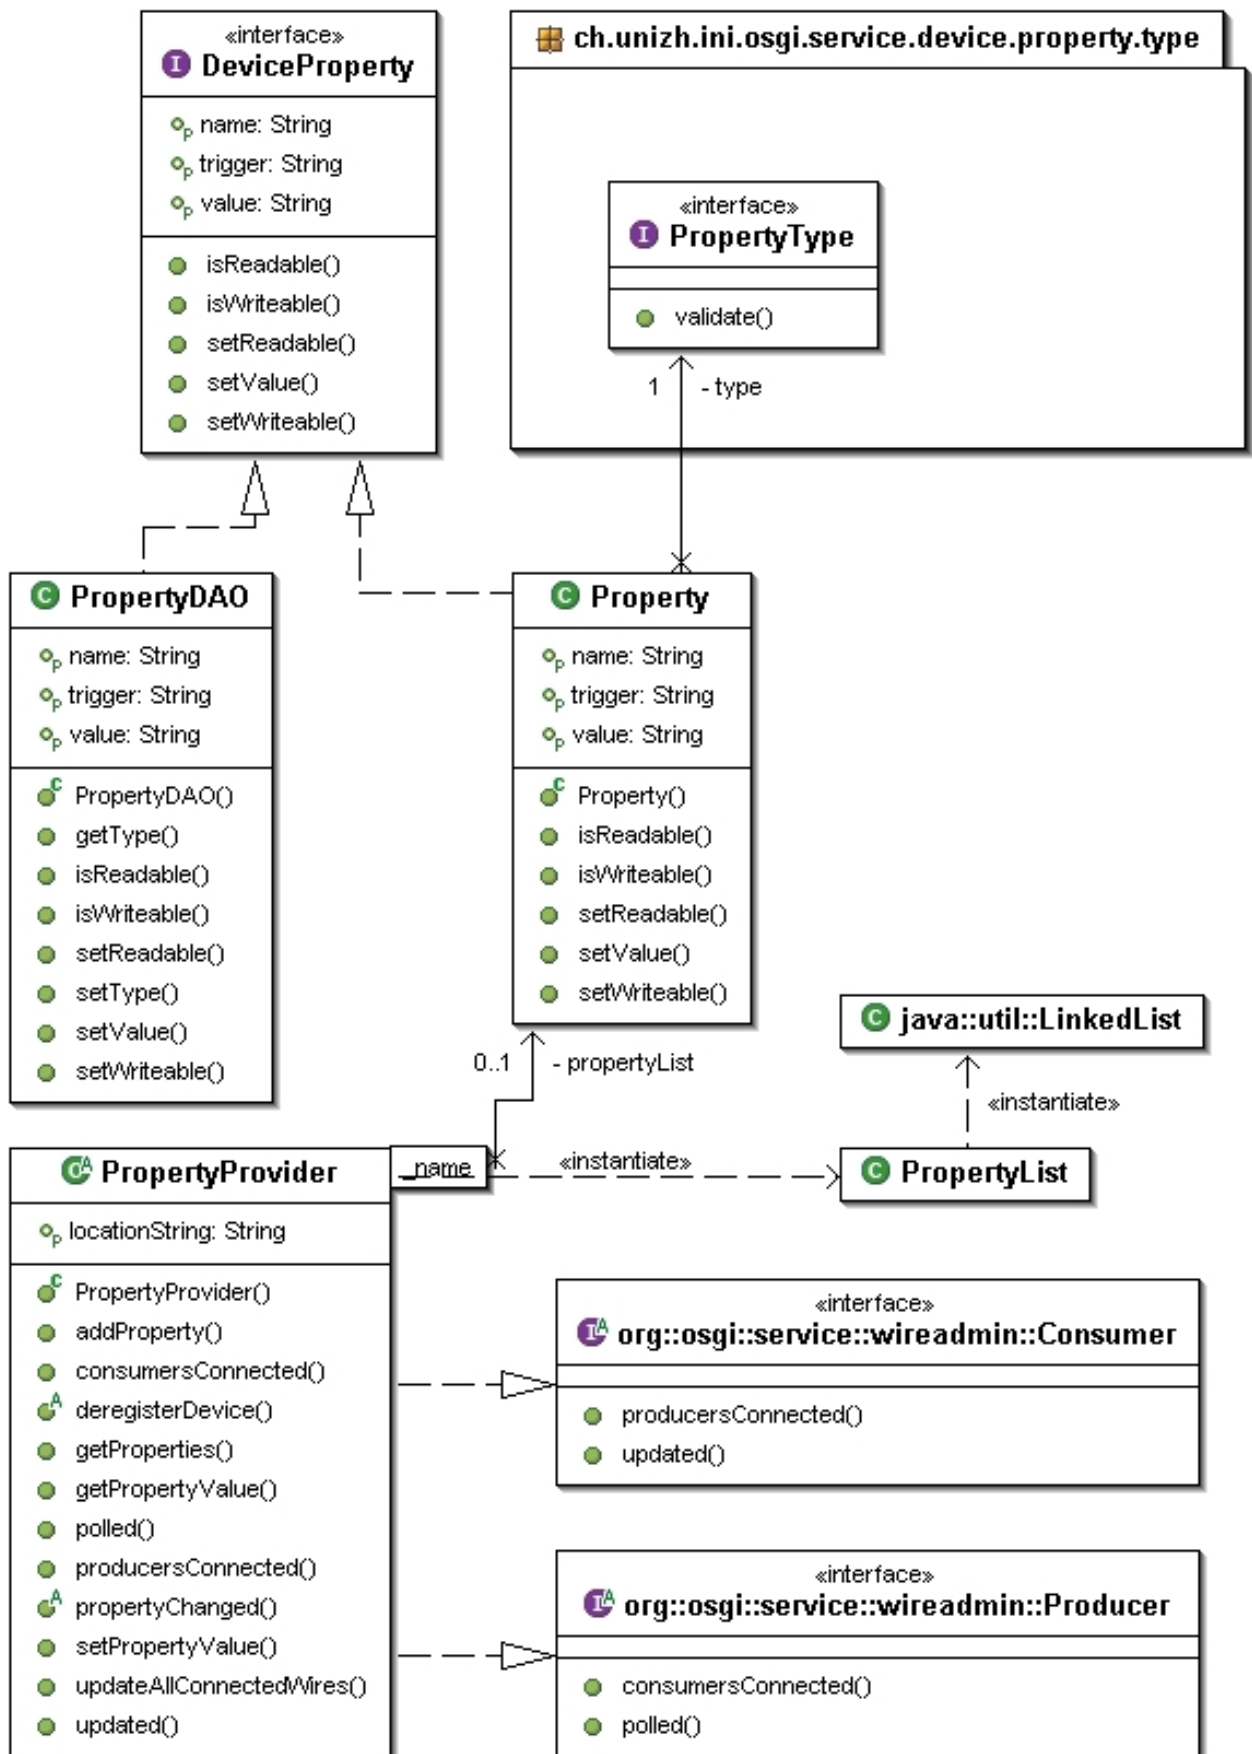 «interface»
DeviceProperty
name: String
trigger: String
value: String
isReadable()
isWriteable()
setReadable()
setValue()
setWriteable()
ch.unizh.ini.osgi.service.device.property.type
«interface»
PropertyType
validate()
1 - type
PropertyDAO
name: String
trigger: String
value: String
PropertyDAO()
getType()
isReadable()
isWriteable()
setReadable()
setType()
setValue()
setWriteable()
Property
name: String
trigger: String
value: String
Property()
isReadable()
isWriteable()
setReadable()
setValue()
setWriteable()
0..1 - propertyList
java::util::LinkedList
«instantiate»
PropertyProvider
_name
«instantiate»
PropertyList
locationString: String
PropertyProvider()
addProperty()
consumersConnected()
deregisterDevice()
getProperties()
getPropertyValue()
polled()
producersConnected()
propertyChanged()
setPropertyValue()
updateAllConnectedWires()
updated()
«interface»
org::osgi::service::wireadmin::Consumer
producersConnected()
updated()
«interface»
org::osgi::service::wireadmin::Producer
consumersConnected()
polled()